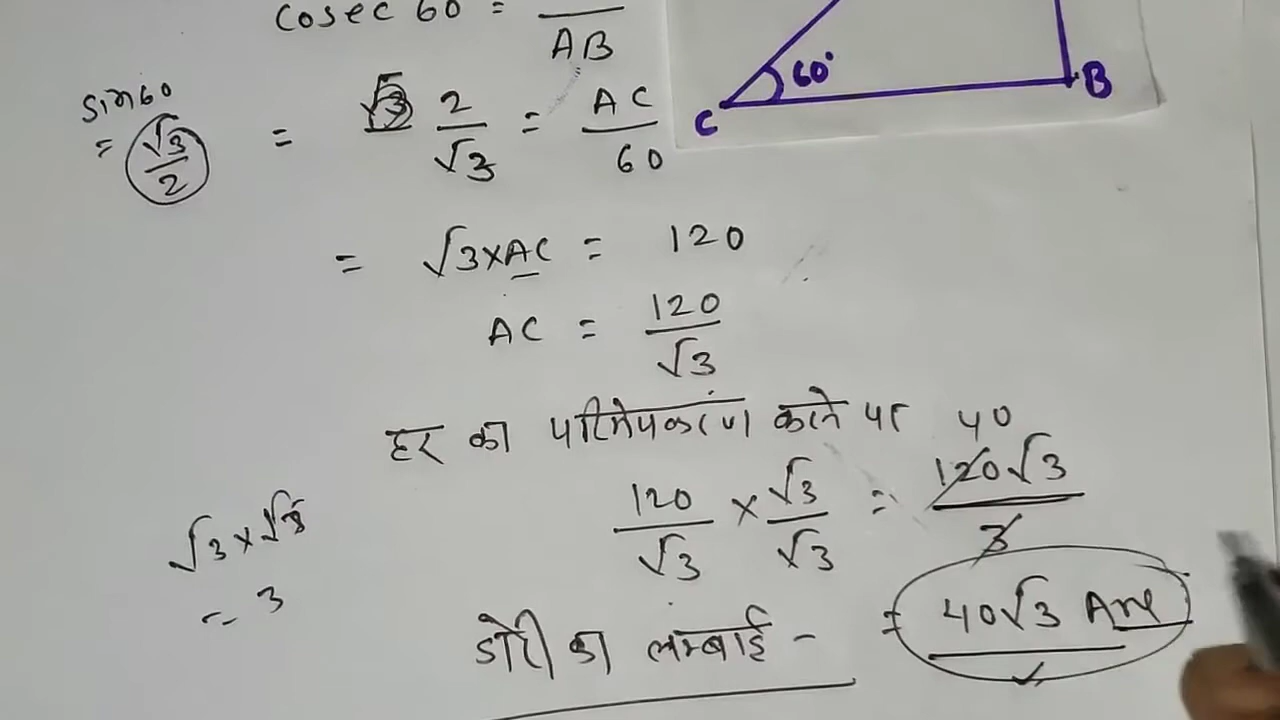 cosec 60 = ── / AB
60° C B
sin60
= √3/2 = 2/√3 = AC/60
= √3×AC = 120
AC = 120/√3
हर का परिमेयकरण करने पर 40
120/√3 × √3/√3 = 120√3/3
√3×√3
= 3
डोरी का लम्बाई - = 40√3 Ans